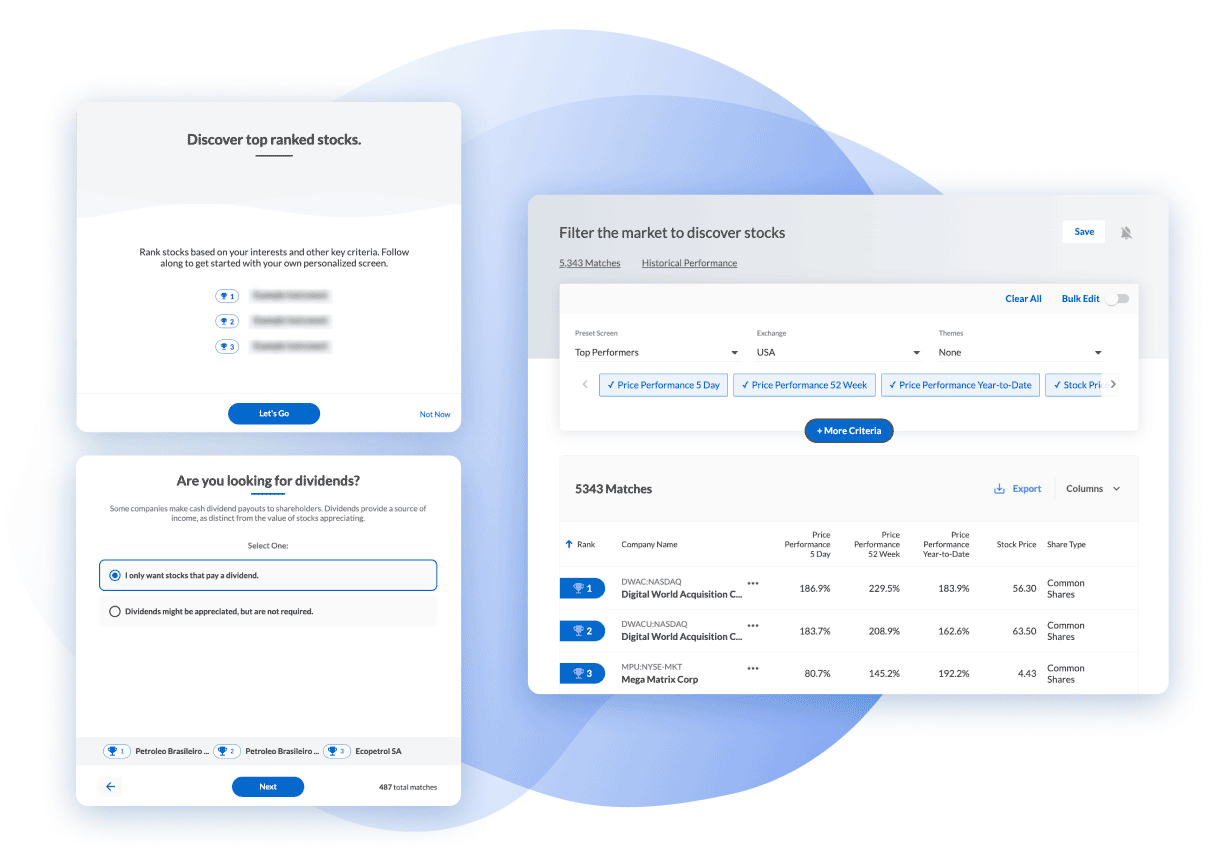 Discover top ranked stocks.
Rank stocks based on your interests and other key criteria. Follow
along to get started with your own personalized screen.
1
2
3
Let's Go
Not Now
Are you looking for dividends?
Some companies make cash dividend payouts to shareholders. Dividends provide a source of
income, as distinct from the value of stocks appreciating.
Select One:
I only want stocks that pay a dividend.
Dividends might be appreciated, but are not required.
1 Petroleo Brasileiro ... 2 Petroleo Brasileiro ... 3 Ecopetrol SA
Next
487 total matches
Filter the market to discover stocks
Save
5,343 Matches Historical Performance
Clear All Bulk Edit
Preset Screen Exchange Themes
Top Performers USA None
✓ Price Performance 5 Day ✓ Price Performance 52 Week ✓ Price Performance Year-to-Date ✓ Stock Pri
+ More Criteria
5343 Matches
Export Columns
Rank Company Name Price Performance 5 Day Price Performance 52 Week Price Performance Year-to-Date Stock Price Share Type
DWAC:NASDAQ
1 Digital World Acquisition C... 186.9% 229.5% 183.9% 56.30 Common Shares
DWACU:NASDAQ
2 Digital World Acquisition C... 183.7% 208.9% 162.6% 63.50 Common Shares
MPU:NYSE-MKT
3 Mega Matrix Corp 80.7% 145.2% 192.2% 4.43 Common Shares